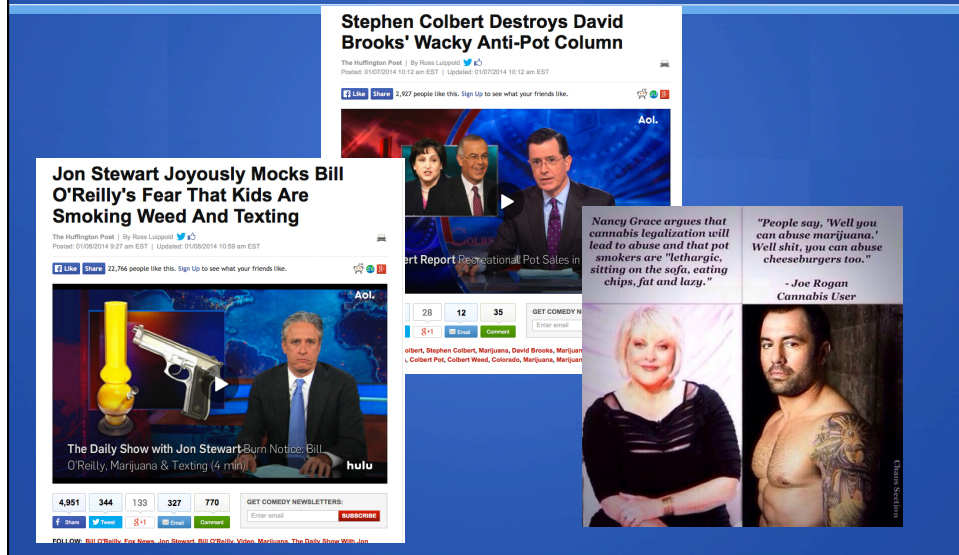 Stephen Colbert Destroys David
Brooks' Wacky Anti-Pot Column
The Huffington Post | By Ross Luippold
Posted: 01/07/2014 10:12 am EST | Updated: 01/07/2014 10:12 am EST
Like Share 2,927 people like this. Sign Up to see what your friends like.
Aol.
COLB
ert Report Recreational Pot Sales in
28 12 35
g+1 Email Comment
GET COMEDY N
Enter email
olbert, Stephen Colbert, Marijuana, David Brooks, Marijuan
, Colbert Pot, Colbert Weed, Colorado, Marijuana, Marijuan
Jon Stewart Joyously Mocks Bill
O'Reilly's Fear That Kids Are
Smoking Weed And Texting
The Huffington Post | By Ross Luippold
Posted: 01/08/2014 9:27 am EST | Updated: 01/08/2014 10:59 am EST
Like Share 22,766 people like this. Sign Up to see what your friends like.
Aol.
The Daily Show with Jon Stewart Burn Notice: Bill
O'Reilly, Marijuana & Texting (4 min)
hulu
4,951 344 133 327 770
Share Tweet g+1 Email Comment
GET COMEDY NEWSLETTERS:
Enter email SUBSCRIBE
FOLLOW: Bill O'Reilly, Fox News, Jon Stewart, Bill O'Reilly, Video, Marijuana, The Daily Show With Jon
Nancy Grace argues that
cannabis legalization will
lead to abuse and that pot
smokers are "lethargic,
sitting on the sofa, eating
chips, fat and lazy."
"People say, 'Well you
can abuse marijuana.'
Well shit, you can abuse
cheeseburgers too."
- Joe Rogan
Cannabis User
Chaos Section